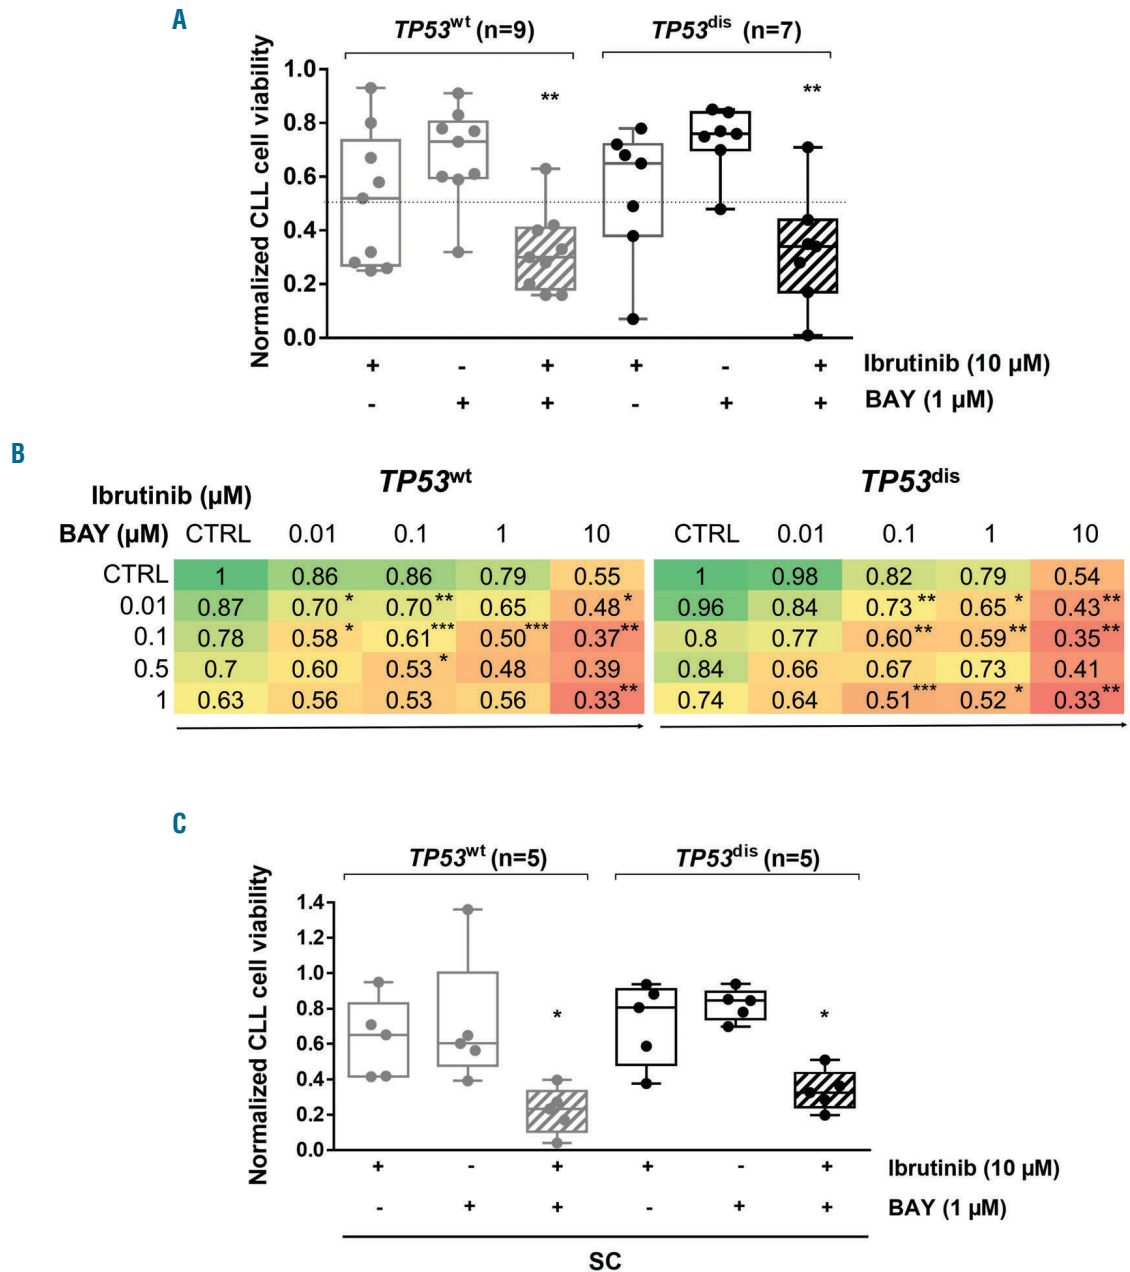 A
TP53wt (n=9) TP53dis (n=7)
Normalized CLL cell viability
1.0
0.8
0.6
0.4
0.2
0.0
** **
+ - + + - + Ibrutinib (10 µM)
- + + - + + BAY (1 µM)
B
TP53wt TP53dis
Ibrutinib (µM)
BAY (µM) CTRL 0.01 0.1 1 10 CTRL 0.01 0.1 1 10
CTRL 1 0.86 0.86 0.79 0.55 1 0.98 0.82 0.79 0.54
0.01 0.87 0.70* 0.70** 0.65 0.48* 0.96 0.84 0.73** 0.65* 0.43**
0.1 0.78 0.58* 0.61*** 0.50*** 0.37** 0.8 0.77 0.60** 0.59** 0.35**
0.5 0.7 0.60 0.53* 0.48 0.39 0.84 0.66 0.67 0.73 0.41
1 0.63 0.56 0.53 0.56 0.33** 0.74 0.64 0.51*** 0.52* 0.33**
C
TP53wt (n=5) TP53dis (n=5)
Normalized CLL cell viability
1.4
1.2
1.0
0.8
0.6
0.4
0.2
0.0
* *
+ - + + - + Ibrutinib (10 µM)
- + + - + + BAY (1 µM)
SC